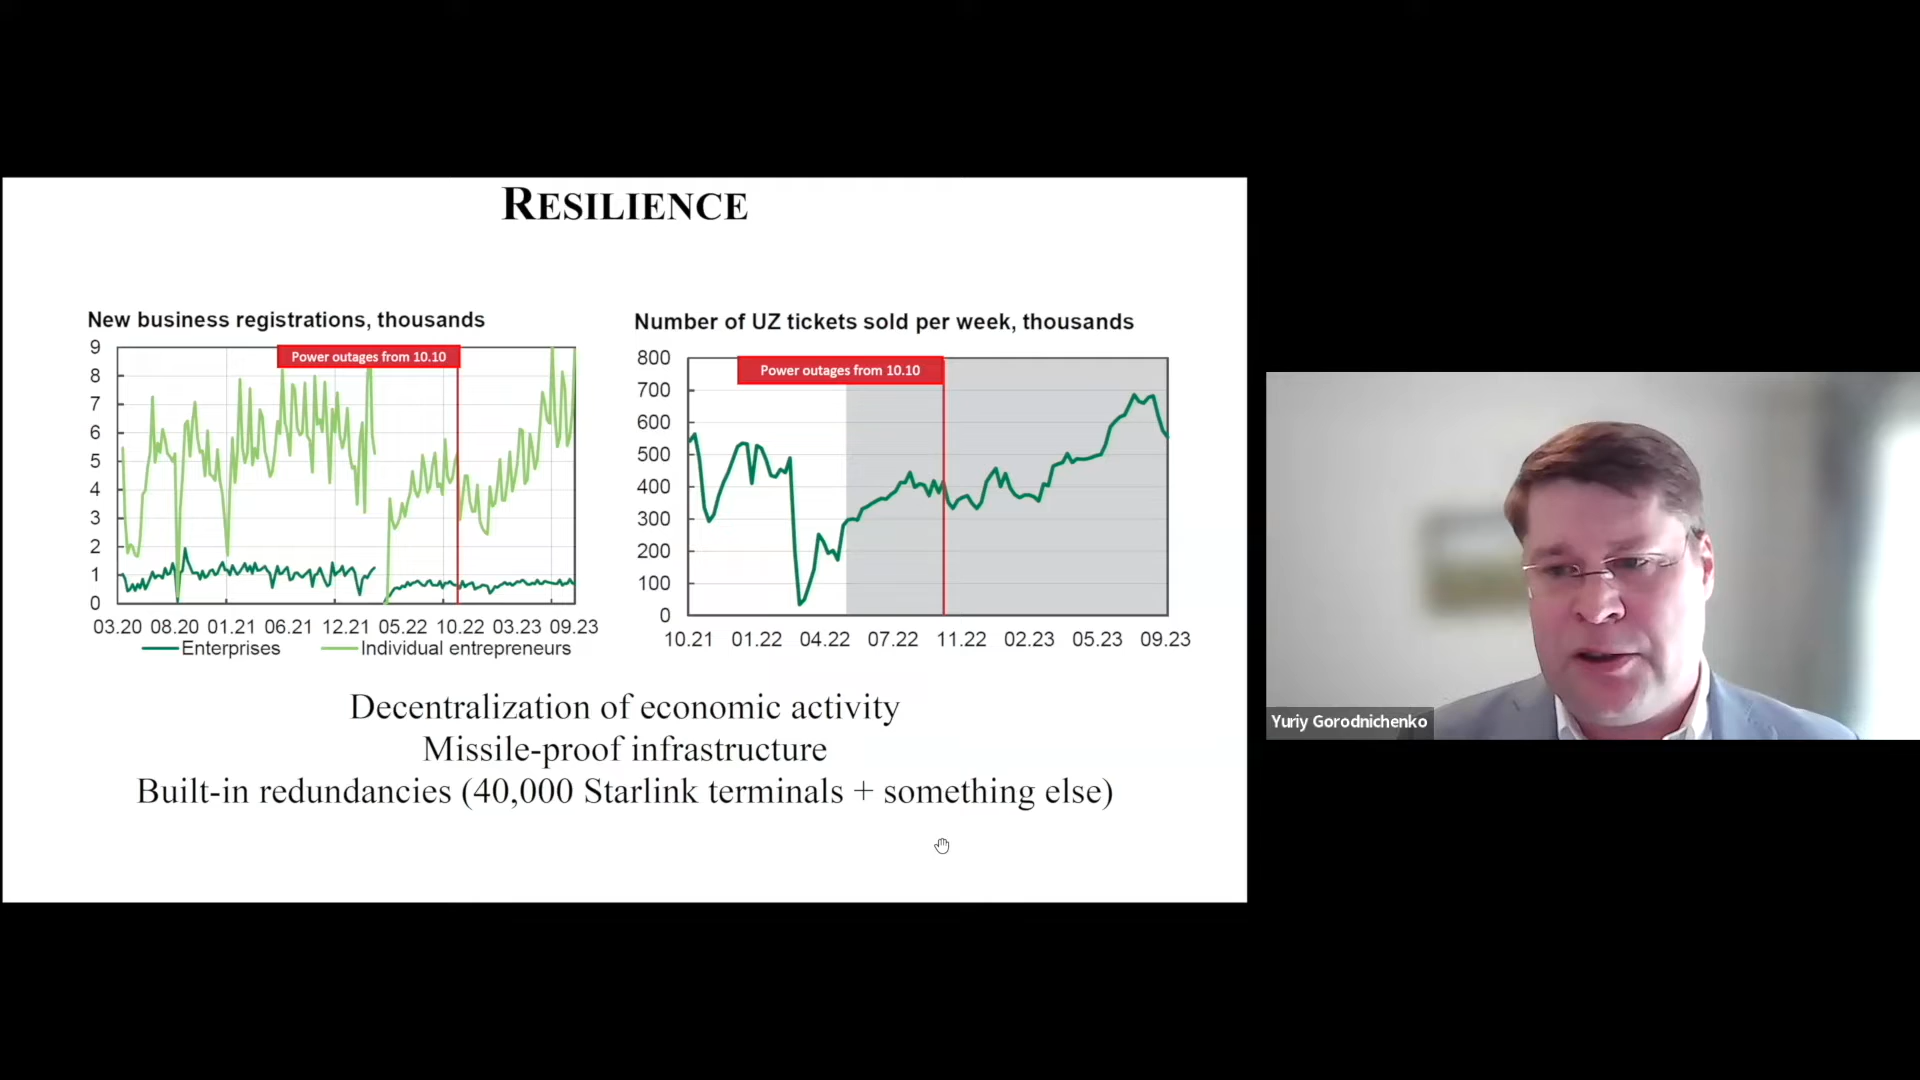 RESILIENCE
New business registrations, thousands
9
8
7
6
5
4
3
2
1
0
Power outages from 10.10
03.20 08.20 01.21 06.21 12.21 05.22 10.22 03.23 09.23
Enterprises Individual entrepreneurs
Number of UZ tickets sold per week, thousands
800
700
600
500
400
300
200
100
0
Power outages from 10.10
10.21 01.22 04.22 07.22 11.22 02.23 05.23 09.23
Decentralization of economic activity
Missile-proof infrastructure
Built-in redundancies (40,000 Starlink terminals + something else)
Yuriy Gorodnichenko